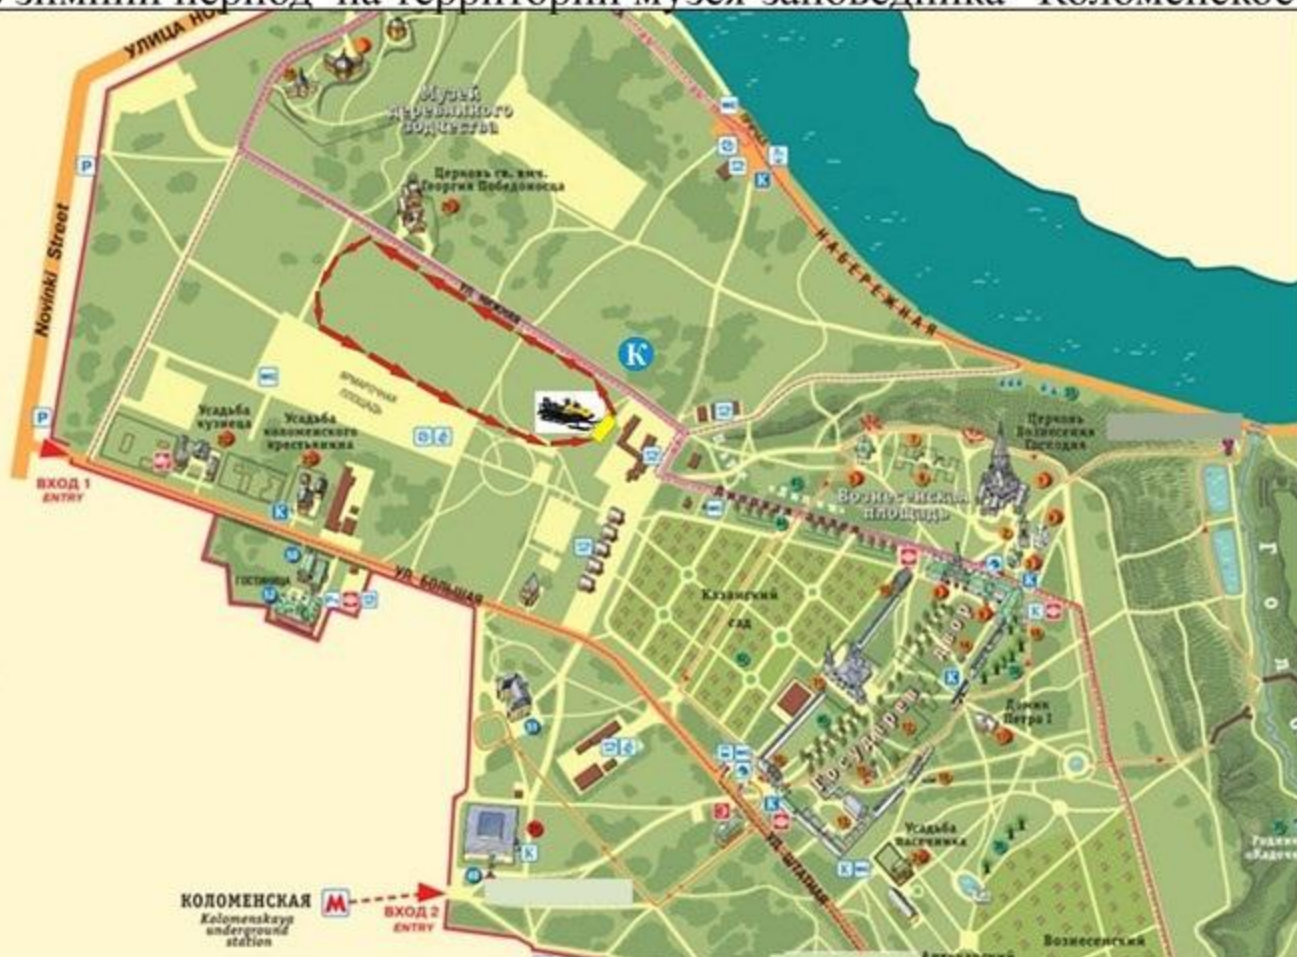 зимний период на территории музея-заповедника "Коломенское
УЛИЦА НО
Музей
деревянного
зодчества
P
Церковь св. вмч.
Георгия Победоносца
Novinki Street
НАБЕРЕЖНАЯ
УЛ. НИЖНЯЯ
К
ЯРМАРОЧНАЯ
ПЛОЩАДЬ
P
Усадьба
кузнеца
Усадьба
коломенского
крестьянина
Церковь
Вознесения
Господня
ВХОД 1
ENTRY
Вознесенская
площадь
К
ГОСТИНИЦА
УЛ. БОЛЬШАЯ
Казанский
сад
Государев
двор
Домик
Петра I
Усадьба
пасечника
УЛ. ШТАТНАЯ
КОЛОМЕНСКАЯ
М
Kolomenskaya
underground
station
ВХОД 2
ENTRY
Вознесенский